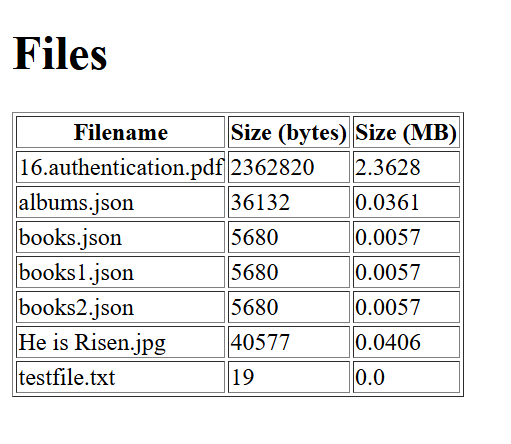 Files
Filename Size (bytes) Size (MB)
16.authentication.pdf 2362820 2.3628
albums.json 36132 0.0361
books.json 5680 0.0057
books1.json 5680 0.0057
books2.json 5680 0.0057
He is Risen.jpg 40577 0.0406
testfile.txt 19 0.0